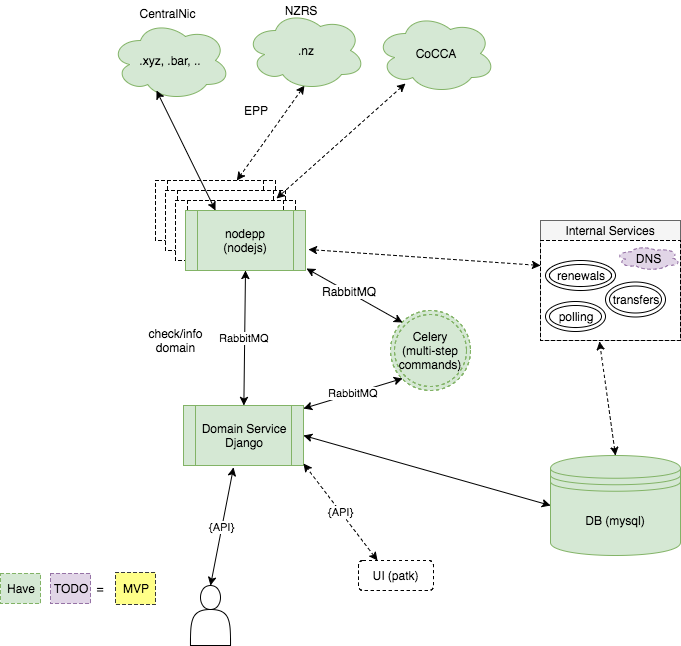 CentralNic
NZRS
.xyz, .bar, ..
.nz
CoCCA
EPP
nodepp
(nodejs)
Internal Services
DNS
renewals
transfers
polling
RabbitMQ
check/info
domain
RabbitMQ
Celery
(multi-step
commands)
RabbitMQ
Domain Service
Django
DB (mysql)
{API}
{API}
UI (patk)
Have
TODO
=
MVP